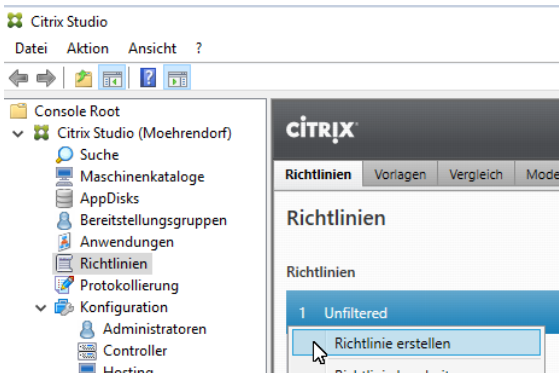 Citrix Studio
Datei Aktion Ansicht ?
Console Root
Citrix Studio (Moehrendorf)
Suche
Maschinenkataloge
AppDisks
Bereitstellungsgruppen
Anwendungen
Richtlinien
Protokollierung
Konfiguration
Administratoren
Controller
Hosting
CITRIX
Richtlinien Vorlagen Vergleich
Richtlinien
Richtlinien
1 Unfiltered
Richtlinie erstellen